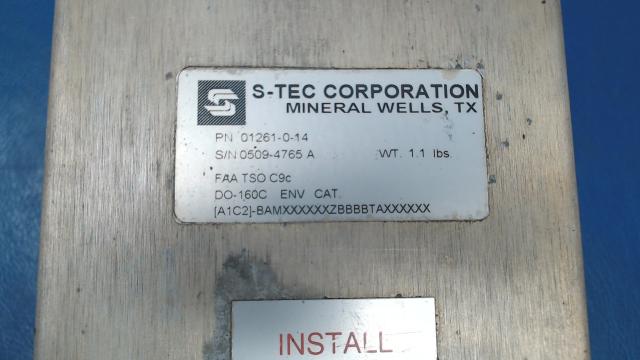 S-TEC CORPORATION
MINERAL WELLS, TX
PN 01261-0-14
S/N 0509-4765 A WT. 1.1 lbs.
FAA TSO C9c
DO-160C ENV CAT.
[A1C2]-BAMXXXXXXZBBBBTAXXXXXX
INSTALL